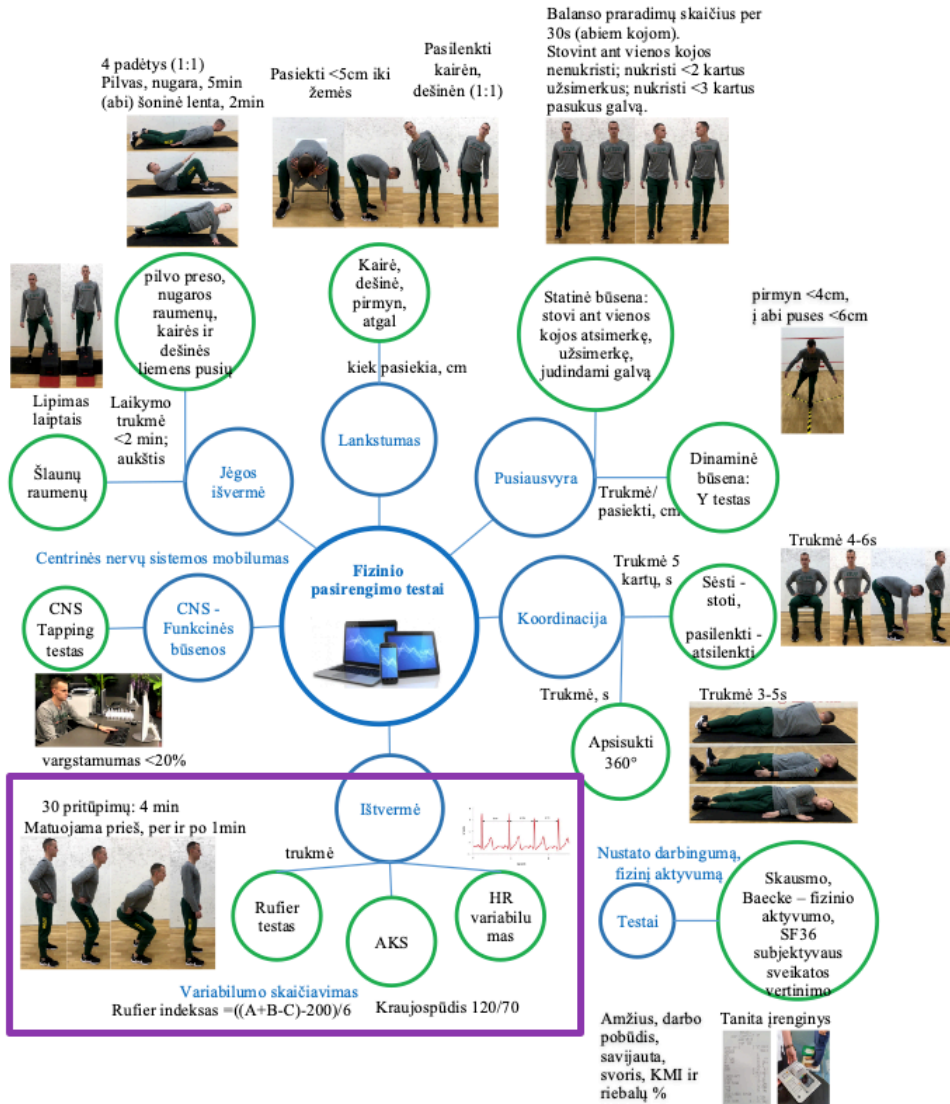 4 padėtys (1:1)
Pilvas, nugara, 5min
(abi) šoninė lenta, 2min
Pasiekti <5cm iki
žemės
Pasilenkti
kairėn,
dešinėn (1:1)
Balanso praradimų skaičius per
30s (abiem kojom).
Stovint ant vienos kojos
nenukristi; nukristi <2 kartus
užsimerkus; nukristi <3 kartus
pasukus galvą.
pilvo preso,
nugaros
raumenų,
kairės ir
dešinės
liemens pusių
Kairė,
dešinė,
pirmyn,
atgal
Statinė būsena:
stovi ant vienos
kojos atsimerkę,
užsimerkę,
judindami galvą
pirmyn <4cm,
į abi puses <6cm
kiek pasiekia, cm
Lipimas
laiptais
Laikymo
trukmė
<2 min;
aukštis
Šlaunų
raumenų
Jėgos
išvermė
Lankstumas
Pusiausvyra
Trukmė/
pasiekti, cm
Dinaminė
būsena:
Y testas
Centrinės nervų sistemos mobilumas
CNS
Tapping
testas
CNS -
Funkcinės
būsenos
Fizinio
pasirengimo testai
Koordinacija
Trukmė 5
kartų, s
Sėsti -
stoti,
pasilenkti -
atsilenkti
Trukmė 4-6s
Trukmė, s
Apsisukti
360°
Trukmė 3-5s
vargstamumas <20%
30 pritūpimų: 4 min
Matuojama prieš, per ir po 1min
Ištvermė
trukmė
Rufier
testas
AKS
HR
variabilu
mas
Variabilumo skaičiavimas
Rufier indeksas =((A+B-C)-200)/6
Kraujospūdis 120/70
Nustato darbingumą,
fizinį aktyvumą
Testai
Skausmo,
Baecke – fizinio
aktyvumo,
SF36
subjektyvaus
sveikatos
vertinimo
Amžius, darbo
pobūdis,
savijauta,
svoris, KMI ir
riebalų %
Tanita įrenginys